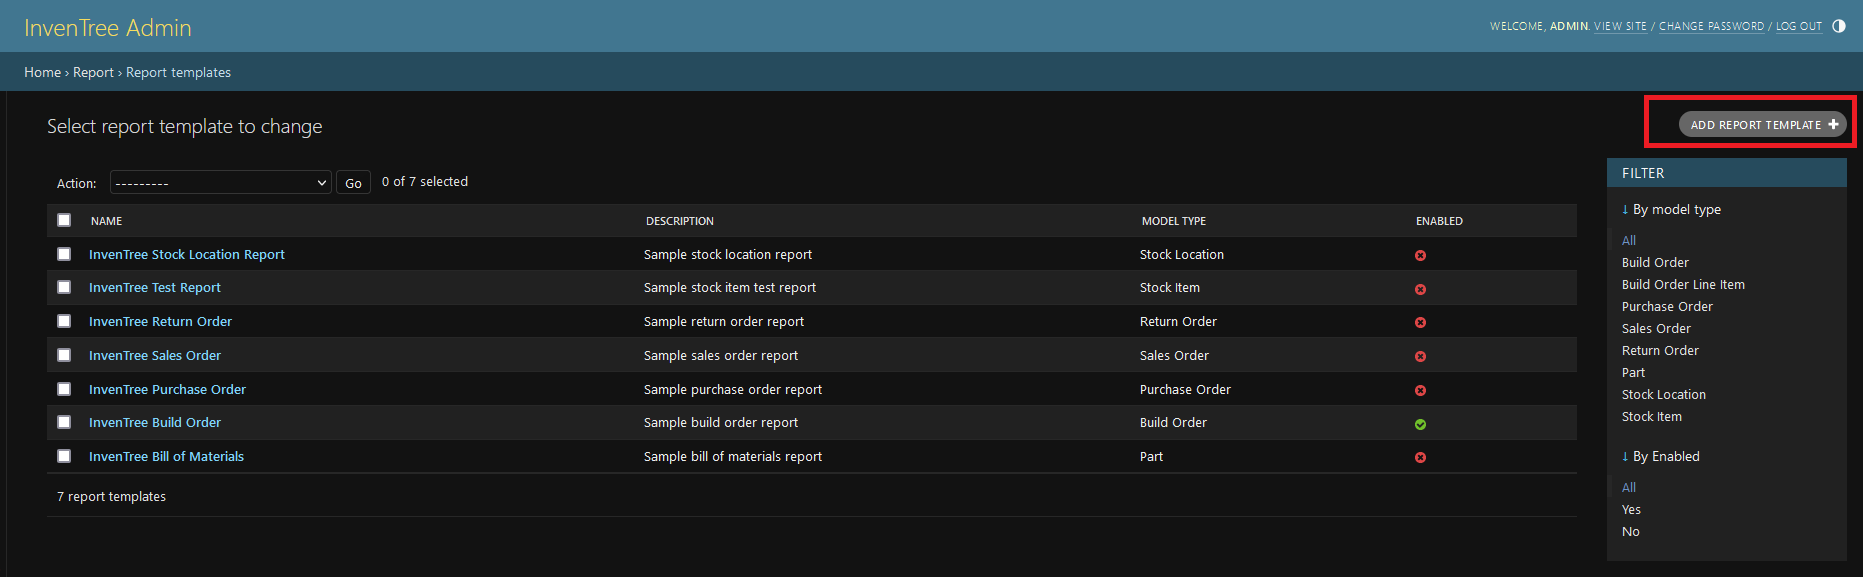 InvenTree Admin
WELCOME, ADMIN. VIEW SITE / CHANGE PASSWORD / LOG OUT
Home › Report › Report templates
Select report template to change
ADD REPORT TEMPLATE +
Action: --------- Go 0 of 7 selected
NAME DESCRIPTION MODEL TYPE ENABLED
InvenTree Stock Location Report Sample stock location report Stock Location
InvenTree Test Report Sample stock item test report Stock Item
InvenTree Return Order Sample return order report Return Order
InvenTree Sales Order Sample sales order report Sales Order
InvenTree Purchase Order Sample purchase order report Purchase Order
InvenTree Build Order Sample build order report Build Order
InvenTree Bill of Materials Sample bill of materials report Part
7 report templates
FILTER
↓ By model type
All
Build Order
Build Order Line Item
Purchase Order
Sales Order
Return Order
Part
Stock Location
Stock Item
↓ By Enabled
All
Yes
No